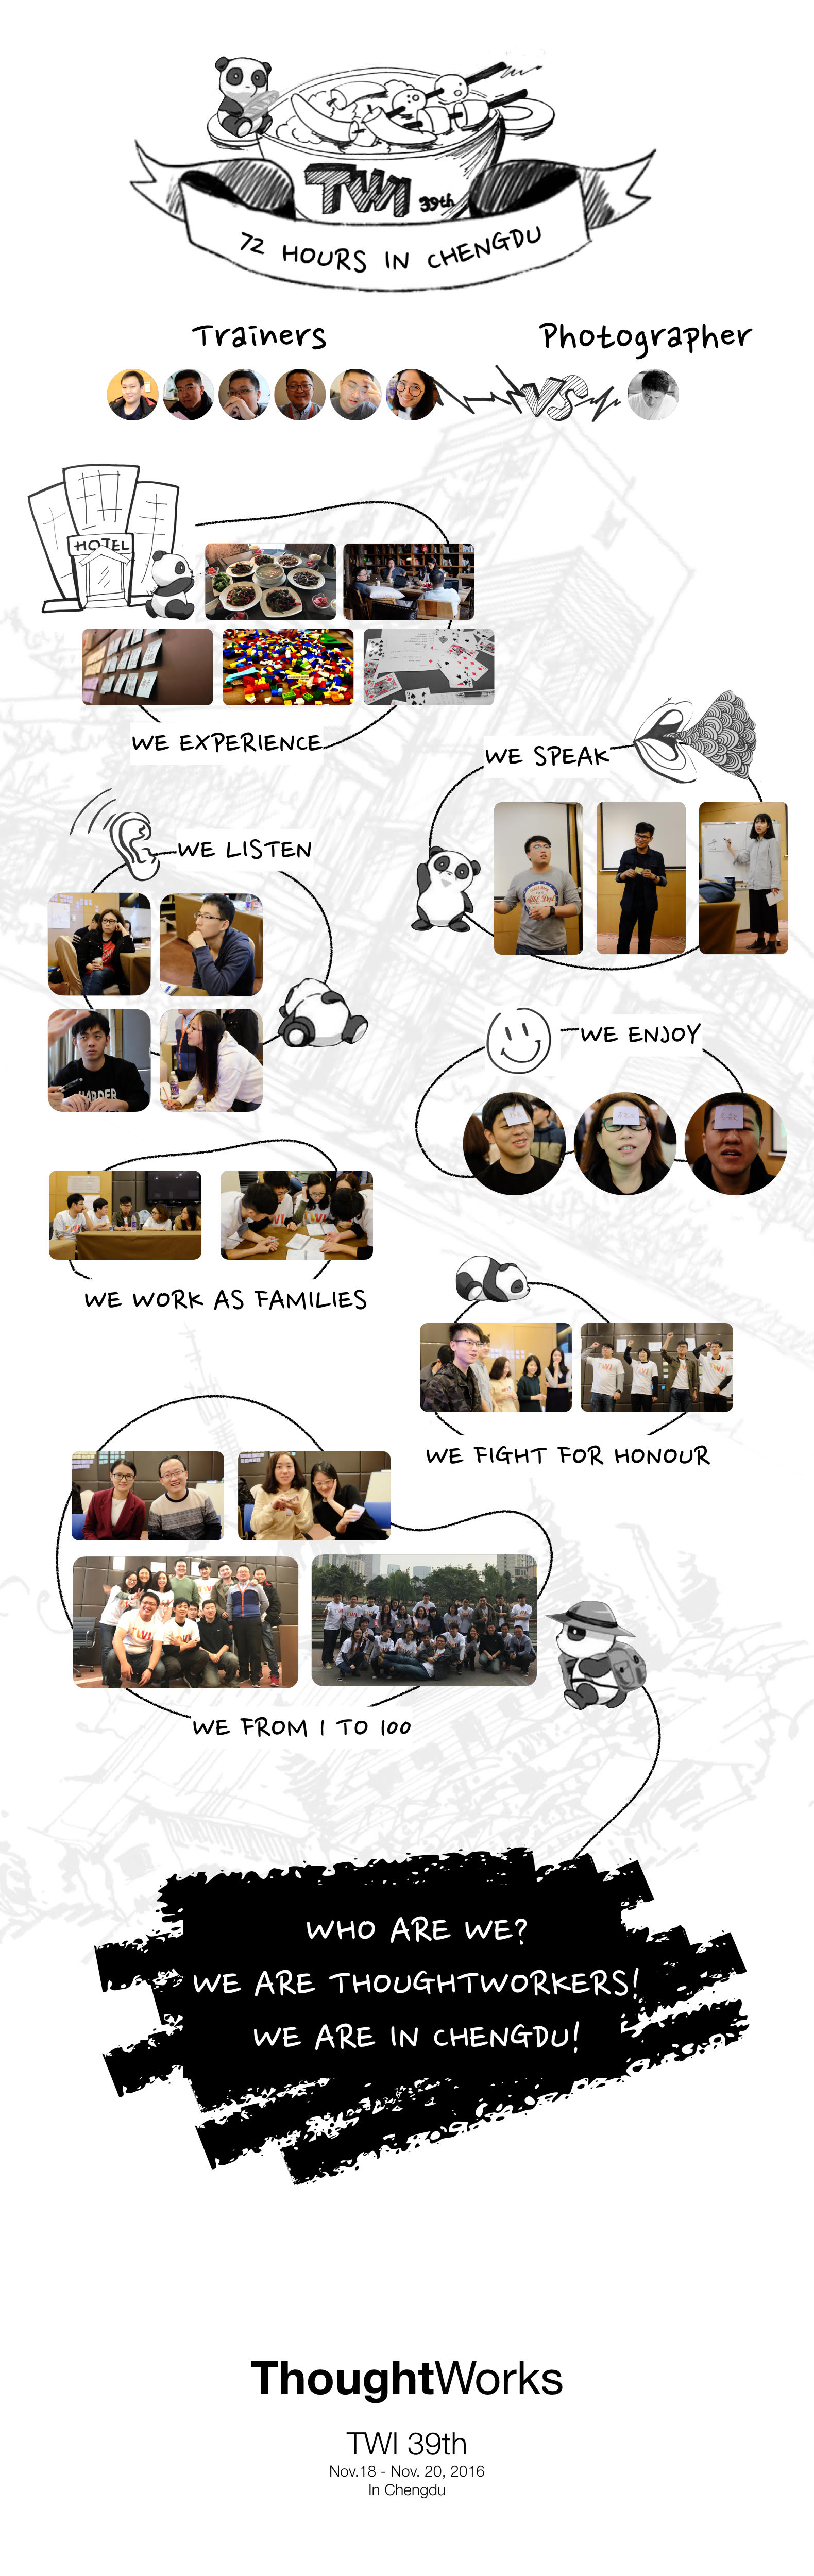 TWI 39th
72 HOURS IN CHENGDU
Trainers
Photographer
VS
HOTEL
WE EXPERIENCE
WE SPEAK
WE LISTEN
HARDER
WE ENJOY
WE WORK AS FAMILIES
WE FIGHT FOR HONOUR
WE FROM 1 TO 100
WHO ARE WE?
WE ARE THOUGHTWORKERS!
WE ARE IN CHENGDU!
ThoughtWorks
TWI 39th
Nov.18 - Nov. 20, 2016
In Chengdu